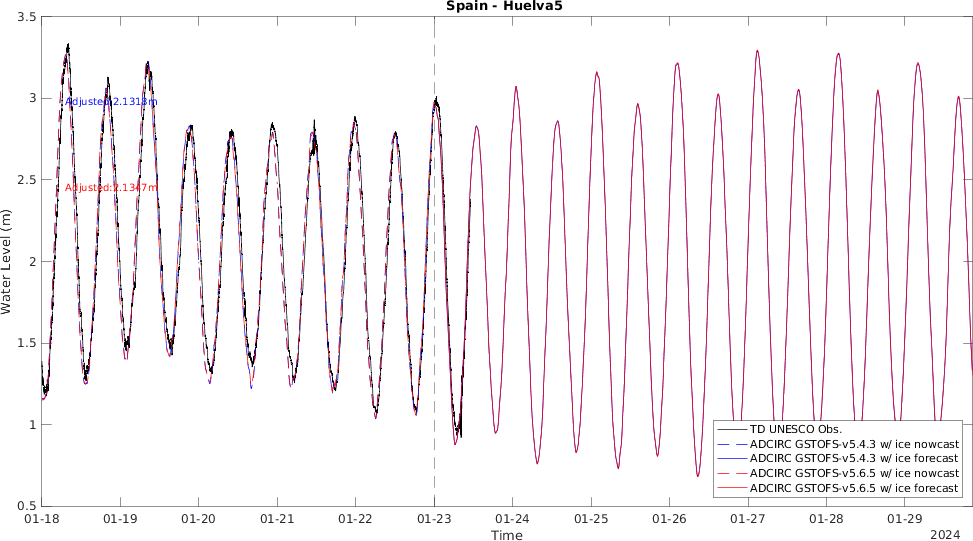 Spain - Huelva5
3.5
3
2.5
2
1.5
1
0.5
Water Level (m)
Adjusted:2.1318m
Adjusted:2.1367m
TD UNESCO Obs.
ADCIRC GSTOFS-v5.4.3 w/ ice nowcast
ADCIRC GSTOFS-v5.4.3 w/ ice forecast
ADCIRC GSTOFS-v5.6.5 w/ ice nowcast
ADCIRC GSTOFS-v5.6.5 w/ ice forecast
01-18 01-19 01-20 01-21 01-22 01-23 01-24 01-25 01-26 01-27 01-28 01-29
Time
2024